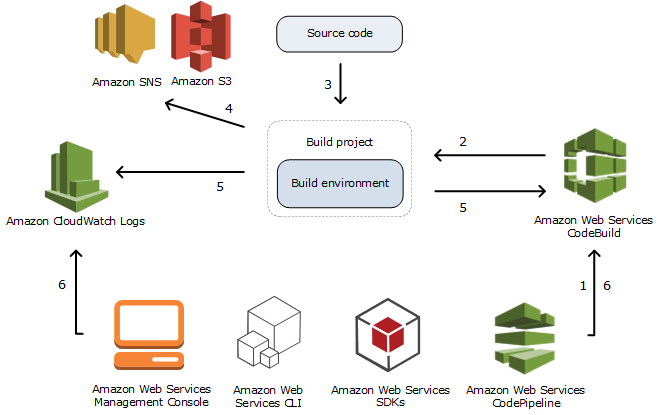 Source code
Amazon SNS
Amazon S3
3
4
Build project
2
Build environment
5
5
Amazon CloudWatch Logs
Amazon Web Services
CodeBuild
6
1
6
Amazon Web Services
Management Console
Amazon Web
Services CLI
Amazon Web Services
SDKs
Amazon Web Services
CodePipeline